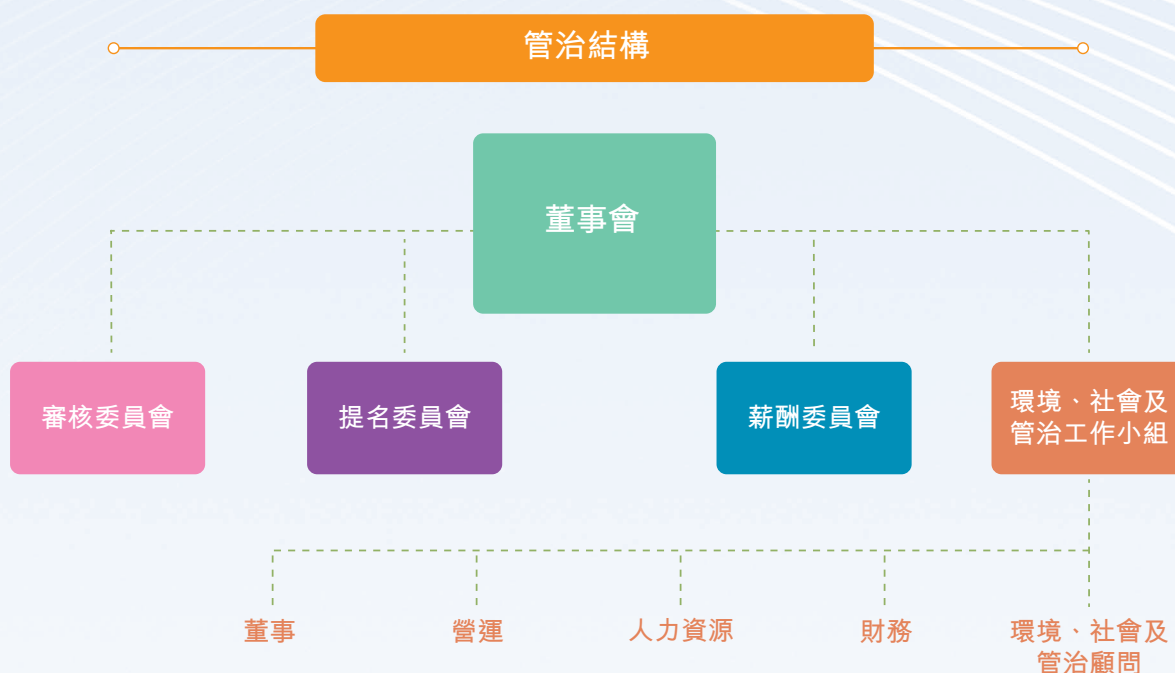 管治結構
董事會
審核委員會
提名委員會
薪酬委員會
環境、社會及
管治工作小組
董事
營運
人力資源
財務
環境、社會及
管治顧問